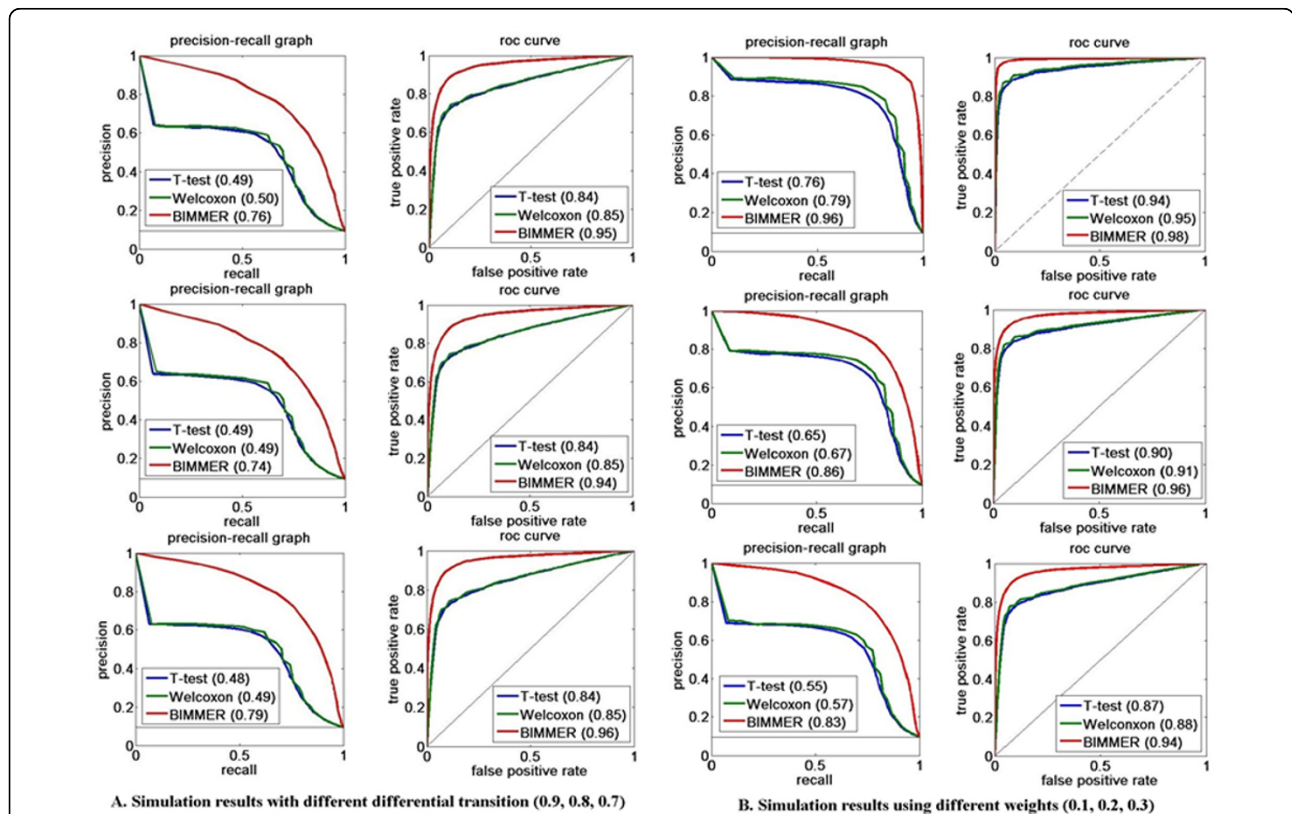 precision-recall graph
roc curve
precision
1
0.8
0.6
0.4
0.2
0
0
0.5
1
recall
T-test (0.49)
Welcoxon (0.50)
BIMMER (0.76)
true positive rate
1
0.8
0.6
0.4
0.2
0
0.5
1
false positive rate
T-test (0.84)
Welcoxon (0.85)
BIMMER (0.95)
precision-recall graph
roc curve
precision
1
0.8
0.6
0.4
0.2
0
0
0.5
1
recall
T-test (0.76)
Welcoxon (0.79)
BIMMER (0.96)
true positive rate
1
0.8
0.6
0.4
0.2
0
0
0.5
1
false positive rate
T-test (0.94)
Welcoxon (0.95)
BIMMER (0.98)
precision-recall graph
roc curve
precision
1
0.8
0.6
0.4
0.2
0
0
0.5
1
recall
T-test (0.49)
Welcoxon (0.49)
BIMMER (0.74)
true positive rate
1
0.8
0.6
0.4
0.2
0
0
0.5
1
false positive rate
T-test (0.84)
Welcoxon (0.85)
BIMMER (0.94)
precision-recall graph
roc curve
precision
1
0.8
0.6
0.4
0.2
0
0
0.5
1
recall
T-test (0.65)
Welcoxon (0.67)
BIMMER (0.86)
true positive rate
1
0.8
0.6
0.4
0.2
0
0
0.5
1
false positive rate
T-test (0.90)
Welcoxon (0.91)
BIMMER (0.96)
precision-recall graph
roc curve
precision
1
0.8
0.6
0.4
0.2
0
0
0.5
1
recall
T-test (0.48)
Welcoxon (0.49)
BIMMER (0.79)
true positive rate
1
0.8
0.6
0.4
0.2
0
0
0.5
1
false positive rate
T-test (0.84)
Welcoxon (0.85)
BIMMER (0.96)
precision-recall graph
roc curve
precision
1
0.8
0.6
0.4
0.2
0
0
0.5
1
recall
T-test (0.55)
Welcoxon (0.57)
BIMMER (0.83)
true positive rate
1
0.8
0.6
0.4
0.2
0
0
0.5
1
false positive rate
T-test (0.87)
Welconxon (0.88)
BIMMER (0.94)
A. Simulation results with different differential transition (0.9, 0.8, 0.7)
B. Simulation results using different weights (0.1, 0.2, 0.3)